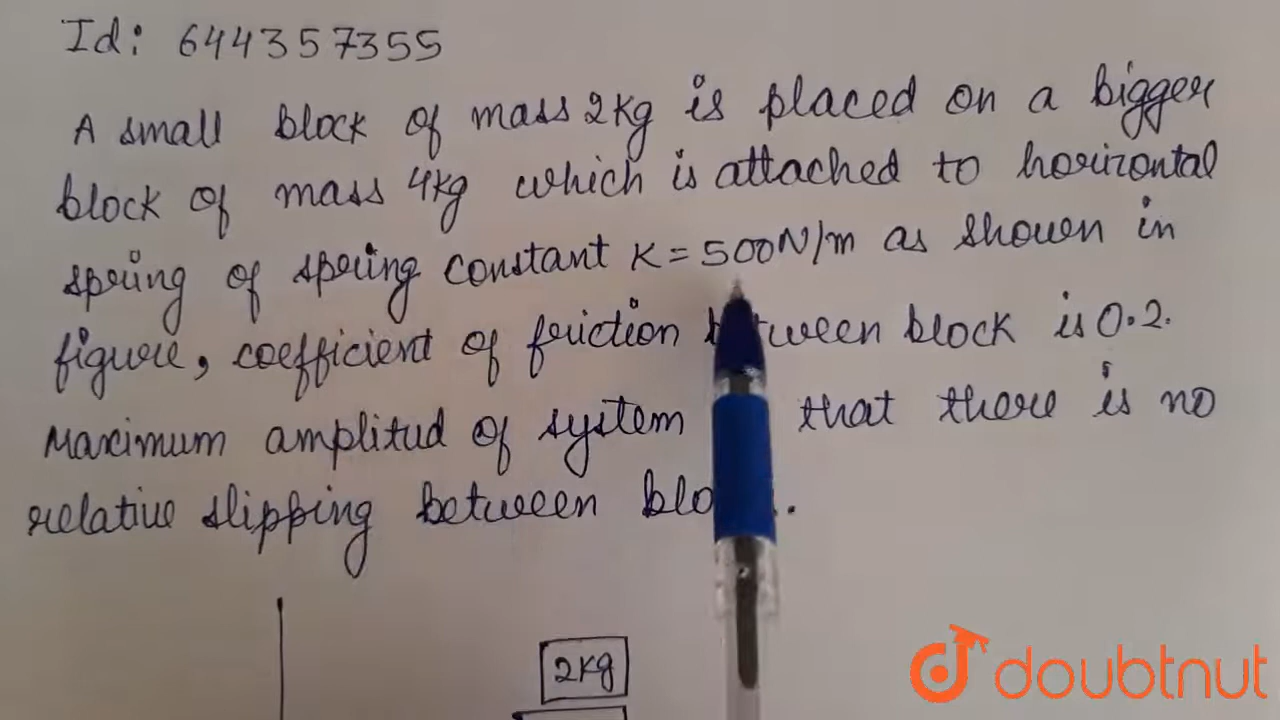 Id: 644357355
A small block of mass 2kg is placed on a bigger
block of mass 4kg which is attached to horizontal
spring of spring constant K = 500N/m as shown in
figure, coefficient of friction between block is 0.2.
Maximum amplitud of system that there is no
relative slipping between
2kg
doubtnut